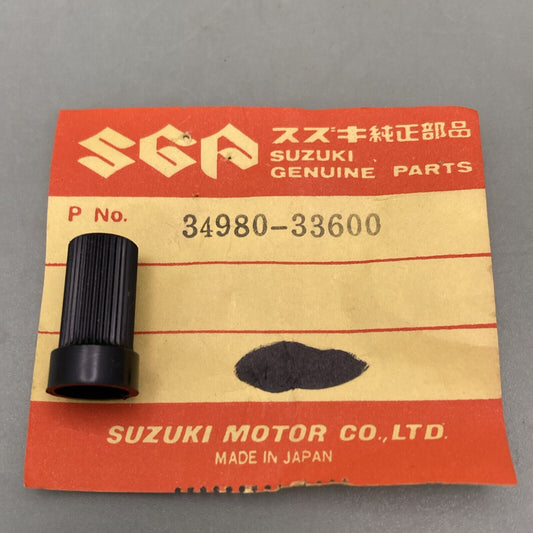 SGP スズキ純正部品
SUZUKI
GENUINE PARTS
P No. 34980-33600
SUZUKI MOTOR CO.,LTD.
MADE IN JAPAN